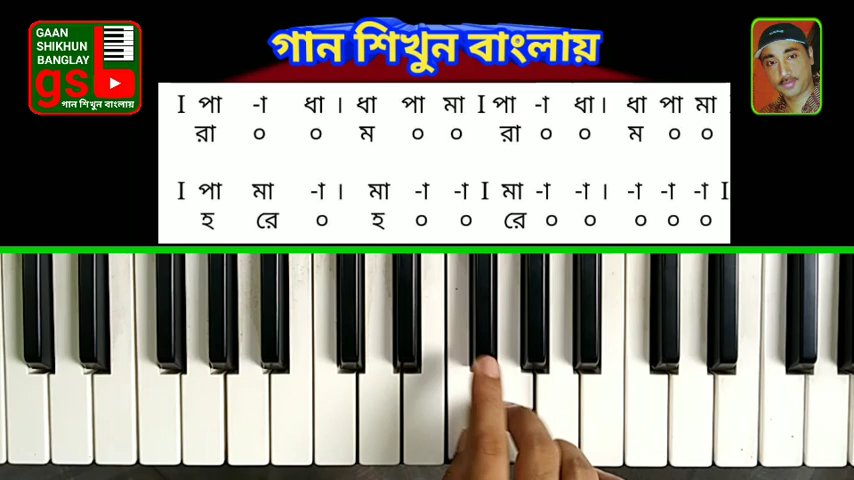 গান শিখুন বাংলায়
GAAN
SHIKHUN
BANGLAY
gs
গান শিখুন বাংলায়
I পা -া ধা । ধা পা মা I পা -া ধা । ধা পা মা
রা ০ ০ ম ০ ০ রা ০ ০ ম ০ ০
I পা মা -া । মা -া -া I মা -া -া । -া -া -া I
হ রে ০ হ ০ ০ রে ০ ০ ০ ০ ০